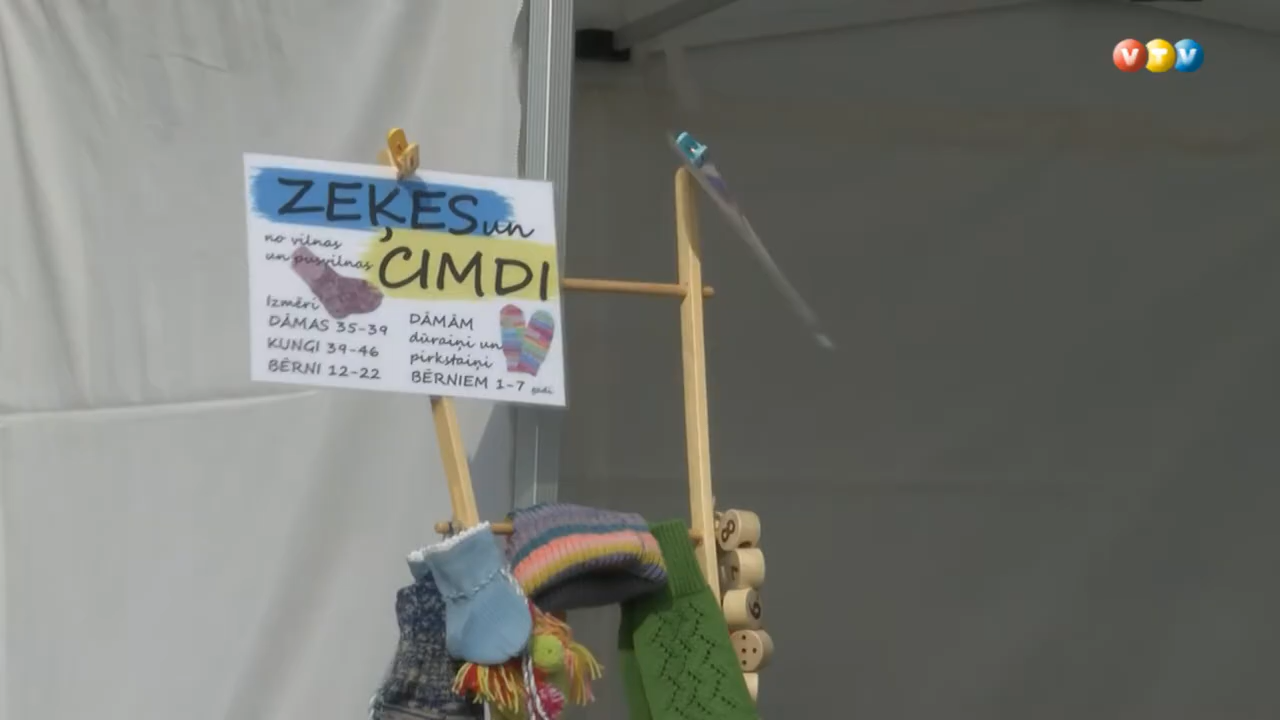 VTV
ZEĶES un
CIMDI
no vilnas
un pusvilnas
Izmēri
DĀMAS 35-39
KUNGI 39-46
BĒRNI 12-22
DĀMĀM
dūraiņi un
pirkstaiņi
BĒRNIEM 1-7 gadi
8